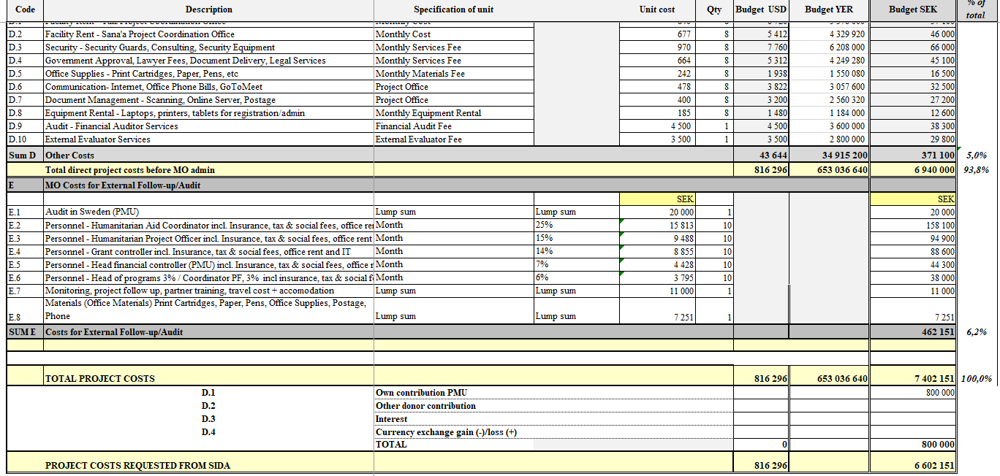 Code Description Specification of unit Unit cost Qty Budget USD Budget YER Budget SEK % of total
D.2 Facility Rent - Sana'a Project Coordination Office Monthly Cost 677 8 5 412 4 329 920 46 000
D.3 Security - Security Guards, Consulting, Security Equipment Monthly Services Fee 970 8 7 760 6 208 000 66 000
D.4 Government Approval, Lawyer Fees, Document Delivery, Legal Services Monthly Services Fee 664 8 5 312 4 249 280 45 100
D.5 Office Supplies - Print Cartridges, Paper, Pens, etc Monthly Materials Fee 242 8 1 938 1 550 080 16 500
D.6 Communication- Internet, Office Phone Bills, GoToMeet Project Office 478 8 3 822 3 057 600 32 500
D.7 Document Management - Scanning, Online Server, Postage Project Office 400 8 3 200 2 560 320 27 200
D.8 Equipment Rental - Laptops, printers, tablets for registration/admin Monthly Equipment Rental 185 8 1 480 1 184 000 12 600
D.9 Audit - Financial Auditor Services Financial Audit Fee 4 500 1 4 500 3 600 000 38 300
D.10 External Evaluator Services External Evaluator Fee 3 500 1 3 500 2 800 000 29 800
Sum D Other Costs 43 644 34 915 200 371 100 5,0%
Total direct project costs before MO admin 816 296 653 036 640 6 940 000 93,8%
E MO Costs for External Follow-up/Audit
SEK SEK
E.1 Audit in Sweden (PMU) Lump sum Lump sum 20 000 1 20 000
E.2 Personnel - Humanitarian Aid Coordinator incl. Insurance, tax & social fees, office re Month 25% 15 813 10 158 100
E.3 Personnel - Humanitarian Project Officer incl. Insurance, tax & social fees, office rent Month 15% 9 488 10 94 900
E.4 Personnel - Grant controller incl. Insurance, tax & social fees, office rent and IT Month 14% 8 855 10 88 600
E.5 Personnel - Head financial controller (PMU) incl. Insurance, tax & social fees, office r Month 7% 4 428 10 44 300
E.6 Personnel - Head of programs 3% / Coordinator PF, 3% incl insurance, tax & social f Month 6% 3 795 10 38 000
E.7 Monitoring, project follow up, partner training, travel cost + accomodation Lump sum Lump sum 11 000 1 11 000
Materials (Office Materials) Print Cartridges, Paper, Pens, Office Supplies, Postage,
E.8 Phone Lump sum Lump sum 7 251 1 7 251
SUM E Costs for External Follow-up/Audit 462 151 6,2%
TOTAL PROJECT COSTS 816 296 653 036 640 7 402 151 100,0%
D.1 Own contribution PMU 800 000
D.2 Other donor contribution
D.3 Interest
D.4 Currency exchange gain (-)/loss (+)
TOTAL 0 800 000
PROJECT COSTS REQUESTED FROM SIDA 816 296 6 602 151